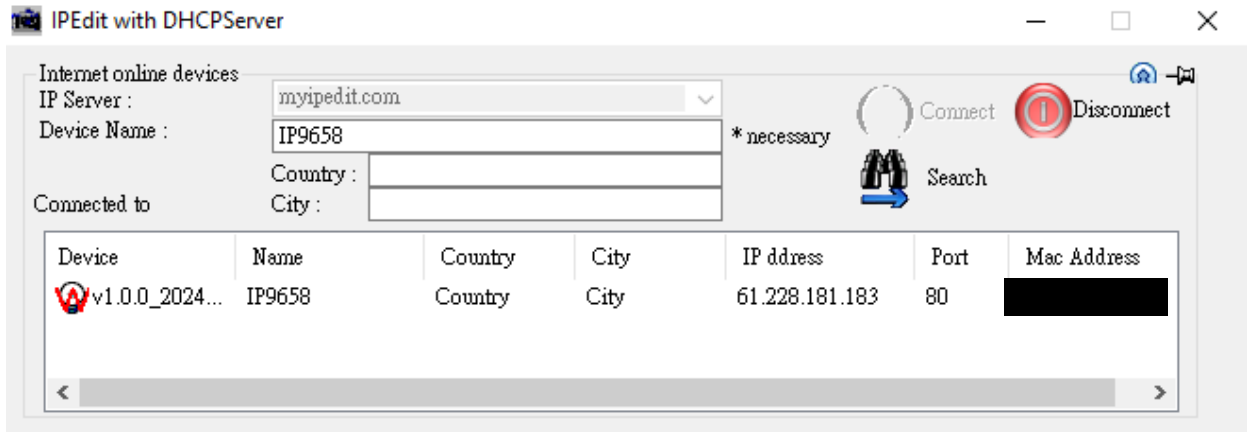 IPEdit with DHCPServer
Internet online devices
IP Server :
myipedit.com
Connect
Disconnect
Device Name :
IP9658
* necessary
Country :
Search
Connected to
City :
Device Name Country City IP ddress Port Mac Address
v1.0.0_2024... IP9658 Country City 61.228.181.183 80